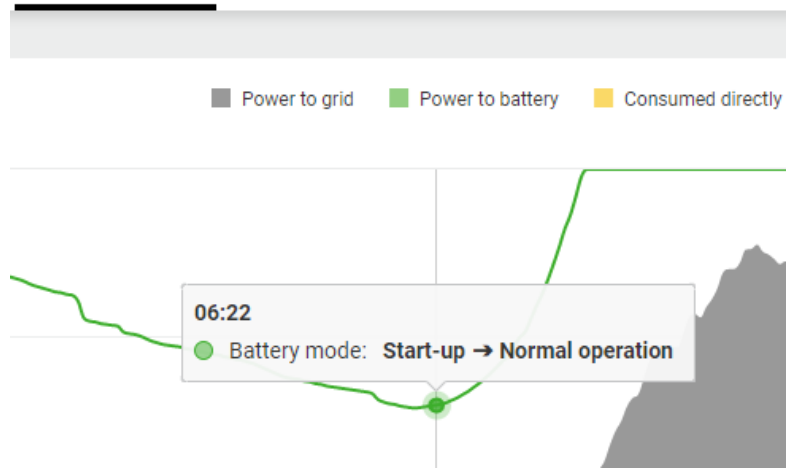 Power to grid Power to battery Consumed directly
06:22
Battery mode: Start-up ➔ Normal operation